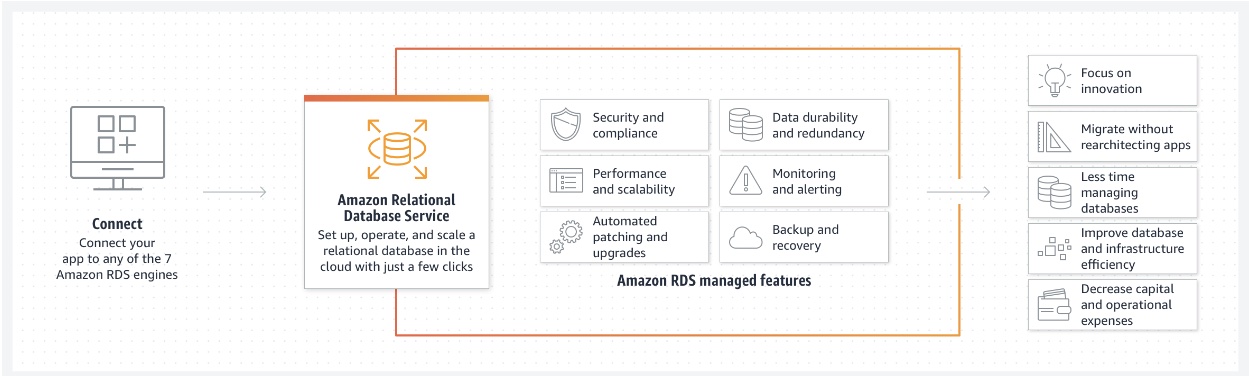 Connect
Connect your
app to any of the 7
Amazon RDS engines
Amazon Relational
Database Service
Set up, operate, and scale a
relational database in the
cloud with just a few clicks
Security and
compliance
Data durability
and redundancy
Performance
and scalability
Monitoring
and alerting
Automated
patching and
upgrades
Backup and
recovery
Amazon RDS managed features
Focus on
innovation
Migrate without
rearchitecting apps
Less time
managing
databases
Improve database
and infrastructure
efficiency
Decrease capital
and operational
expenses